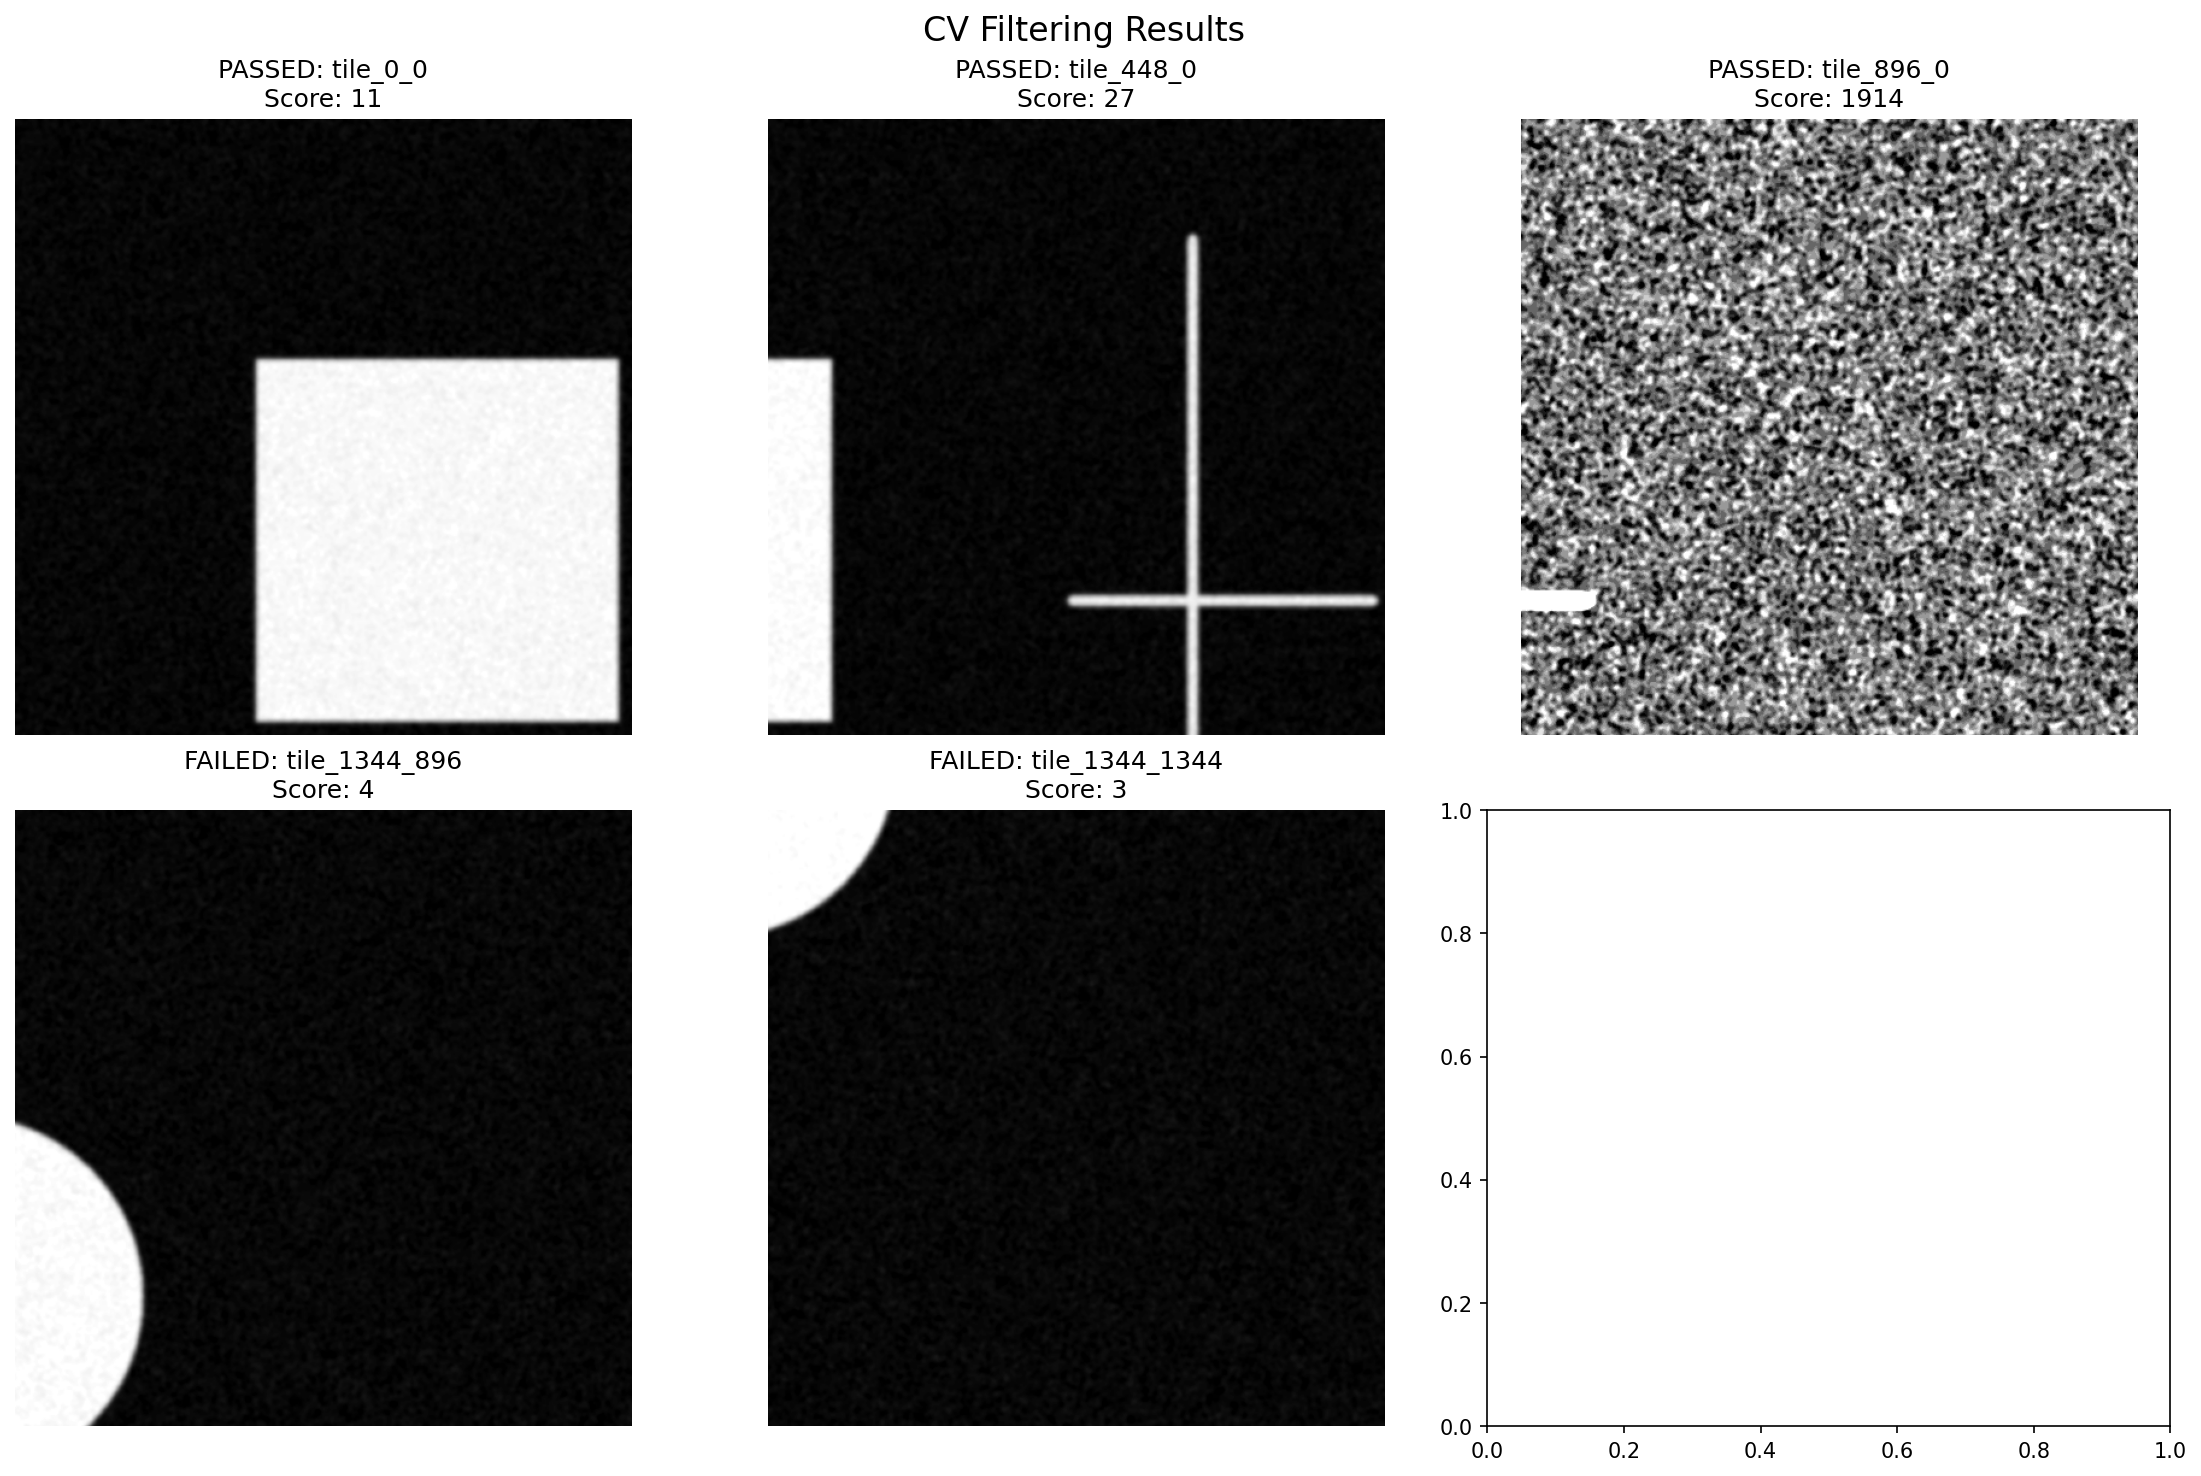 CV Filtering Results
PASSED: tile_0_0
Score: 11
PASSED: tile_448_0
Score: 27
PASSED: tile_896_0
Score: 1914
FAILED: tile_1344_896
Score: 4
FAILED: tile_1344_1344
Score: 3
1.0
0.8
0.6
0.4
0.2
0.0
0.0 0.2 0.4 0.6 0.8 1.0